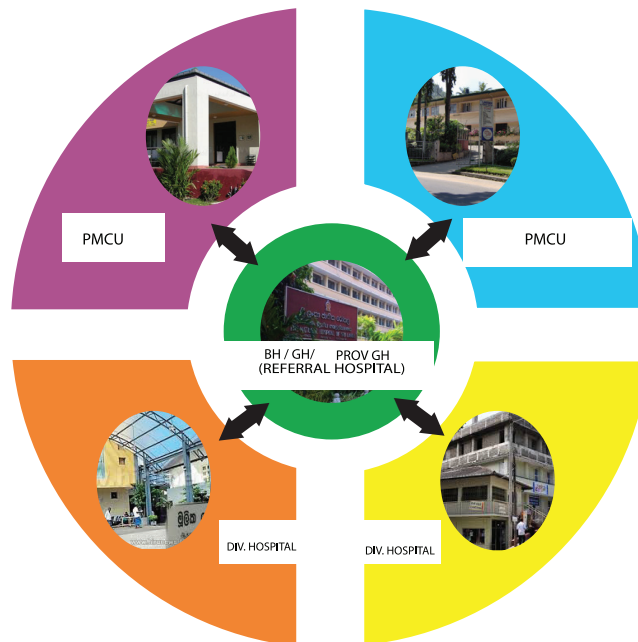 PMCU
PMCU
BH / GH/ PROV GH
(REFERRAL HOSPITAL)
DIV. HOSPITAL
DIV. HOSPITAL